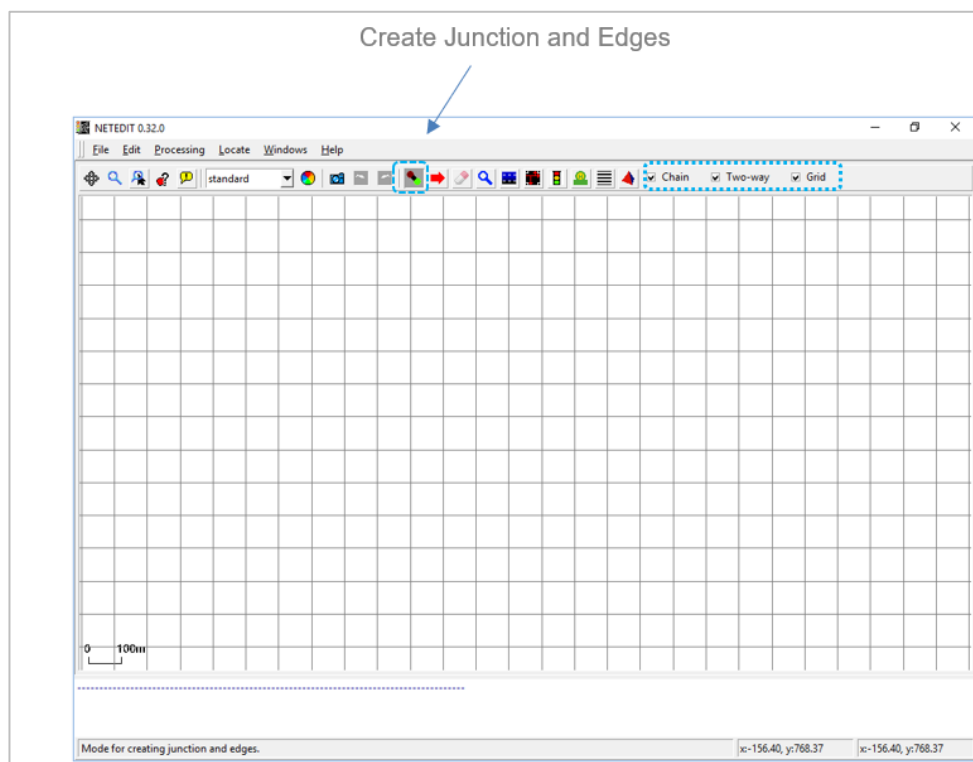 Create Junction and Edges
NETEDIT 0.32.0
File Edit Processing Locate Windows Help
standard Chain Two-way Grid
0 100m
Mode for creating junction and edges. x:-156.40, y:768.37 x:-156.40, y:768.37